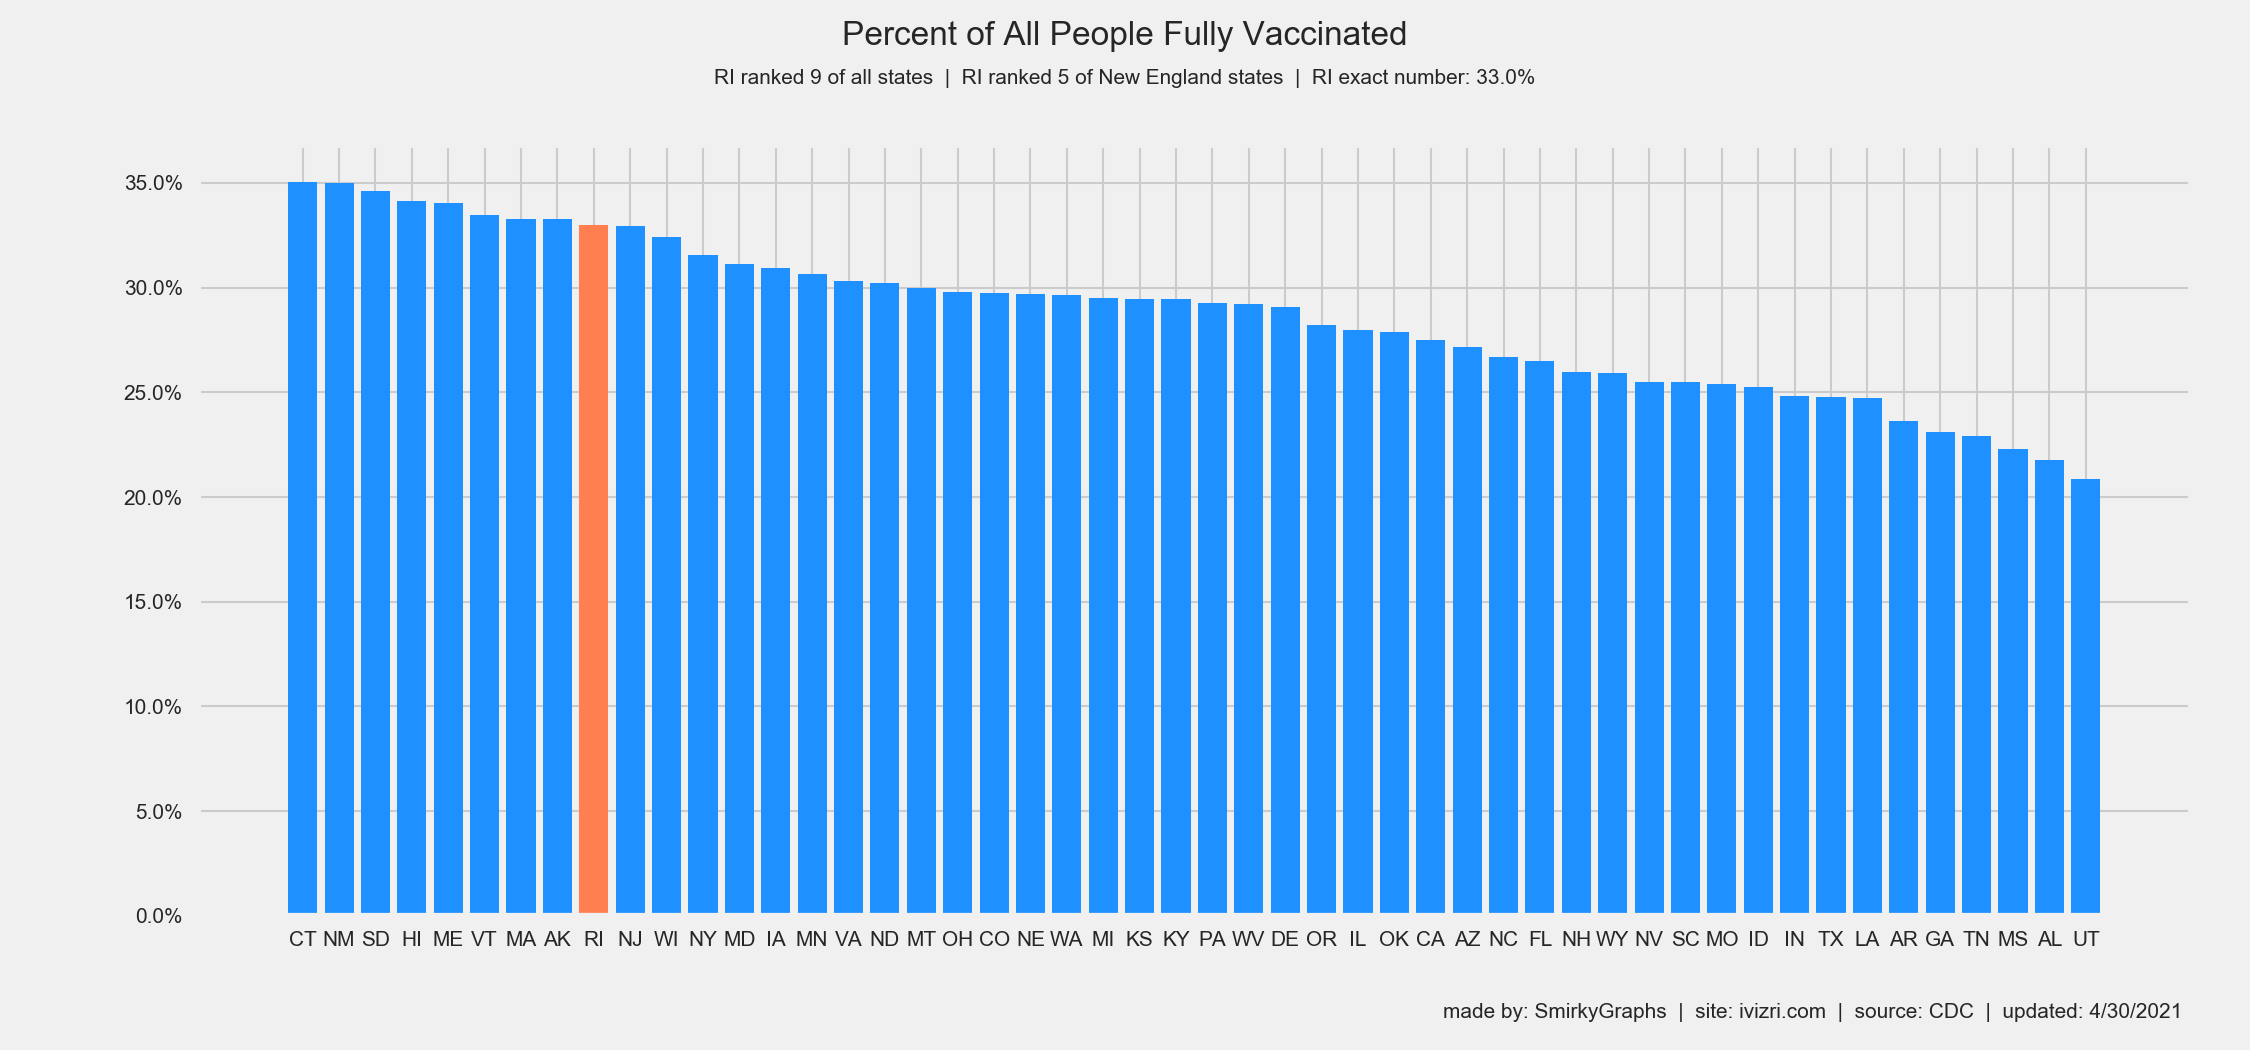 Percent of All People Fully Vaccinated
RI ranked 9 of all states | RI ranked 5 of New England states | RI exact number: 33.0%
35.0%
30.0%
25.0%
20.0%
15.0%
10.0%
5.0%
0.0%
CT NM SD HI ME VT MA AK RI NJ WI NY MD IA MN VA ND MT OH CO NE WA MI KS KY PA WV DE OR IL OK CA AZ NC FL NH WY NV SC MO ID IN TX LA AR GA TN MS AL UT
made by: SmirkyGraphs | site: ivizri.com | source: CDC | updated: 4/30/2021